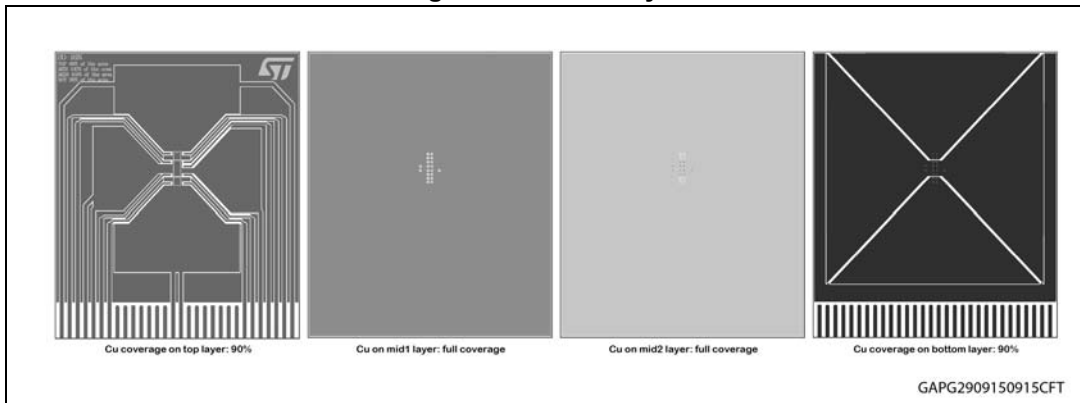 ST
Cu coverage on top layer: 90%
Cu on mid1 layer: full coverage
Cu on mid2 layer: full coverage
Cu coverage on bottom layer: 90%
GAPG2909150915CFT